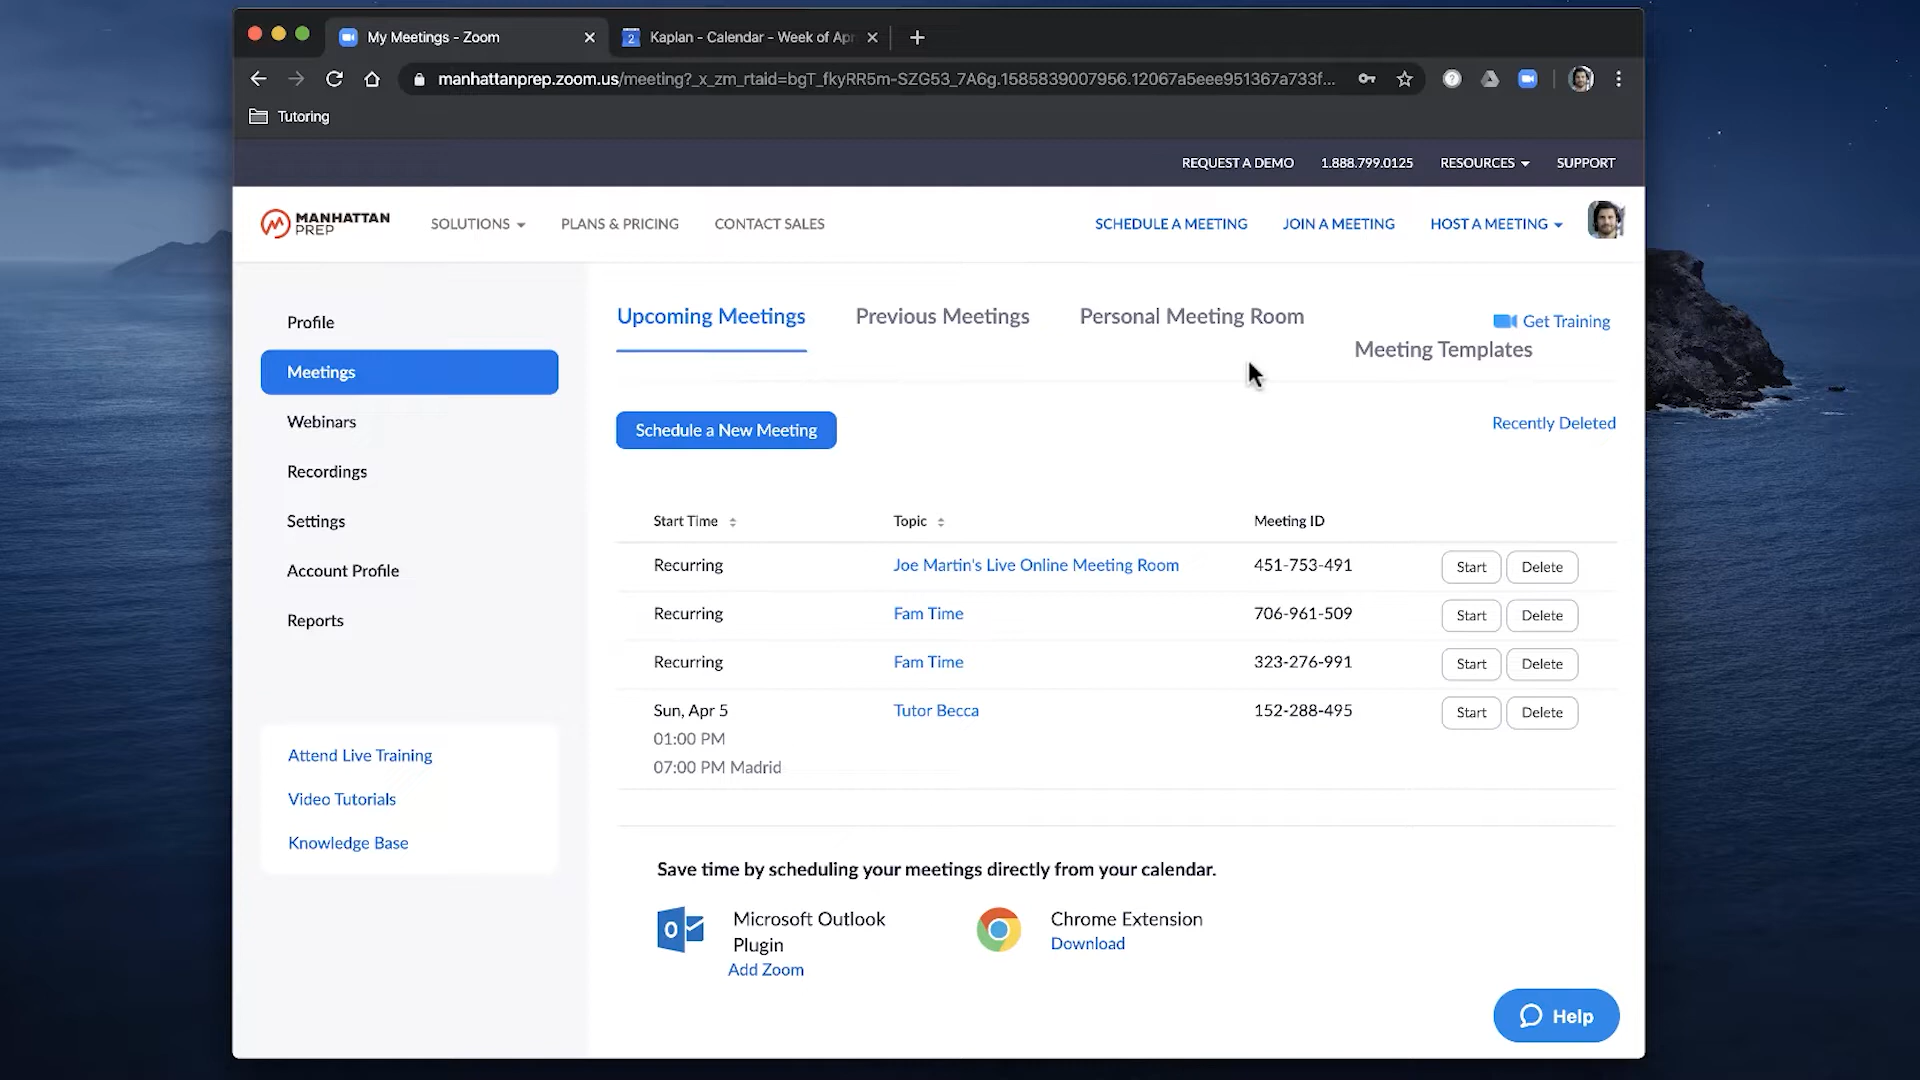 My Meetings - Zoom
2
Kaplan - Calendar - Week of Apr
manhattanprep.zoom.us/meeting?_x_zm_rtaid=bgT_fkyRR5m-SZG53_7A6g.1585839007956.12067a5eee951367a733f...
Tutoring
REQUEST A DEMO 1.888.799.0125 RESOURCES SUPPORT
MANHATTAN
PREP
SOLUTIONS PLANS & PRICING CONTACT SALES SCHEDULE A MEETING JOIN A MEETING HOST A MEETING
Profile
Meetings
Webinars
Recordings
Settings
Account Profile
Reports
Attend Live Training
Video Tutorials
Knowledge Base
Upcoming Meetings Previous Meetings Personal Meeting Room
Get Training
Meeting Templates
Schedule a New Meeting
Recently Deleted
Start Time Topic Meeting ID
Recurring Joe Martin's Live Online Meeting Room 451-753-491 Start Delete
Recurring Fam Time 706-961-509 Start Delete
Recurring Fam Time 323-276-991 Start Delete
Sun, Apr 5 Tutor Becca 152-288-495 Start Delete
01:00 PM
07:00 PM Madrid
Save time by scheduling your meetings directly from your calendar.
Microsoft Outlook
Plugin
Add Zoom
Chrome Extension
Download
Help